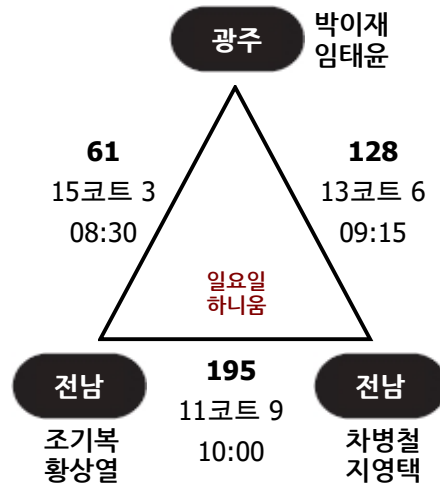 광주
박이재
임태윤
61
15코트 3
08:30
128
13코트 6
09:15
일요일
하니움
전남
조기복
황상열
195
11코트 9
10:00
전남
차병철
지영택